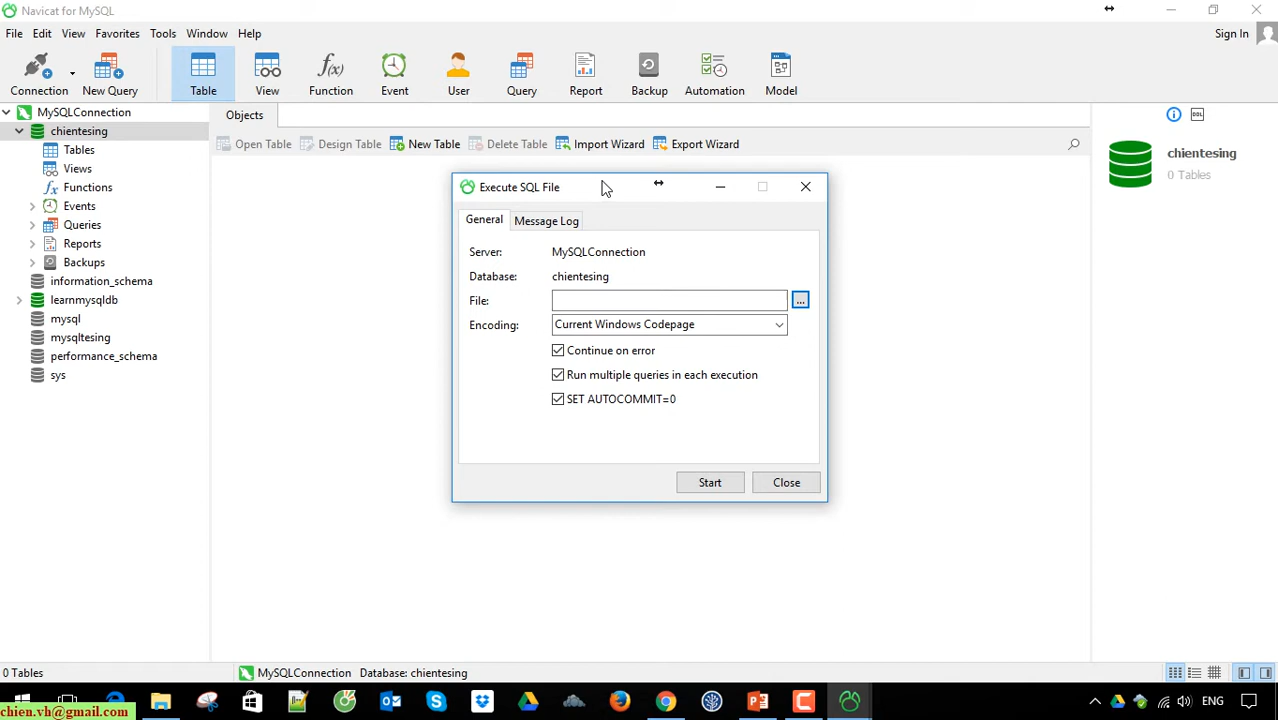 Navicat for MySQL
File Edit View Favorites Tools Window Help
Sign In
Connection New Query Table View Function Event User Query Report Backup Automation Model
f(x)
MySQLConnection
chientesing
Tables
Views
Functions
Events
Queries
Reports
Backups
information_schema
learnmysqldb
mysql
mysqltesing
performance_schema
sys
Objects
Open Table Design Table New Table Delete Table Import Wizard Export Wizard
DDL
chientesing
0 Tables
Execute SQL File
General Message Log
Server: MySQLConnection
Database: chientesing
File: ...
Encoding: Current Windows Codepage
Continue on error
Run multiple queries in each execution
SET AUTOCOMMIT=0
Start Close
0 Tables MySQLConnection Database: chientesing
ENG
chien.vh@gmail.com